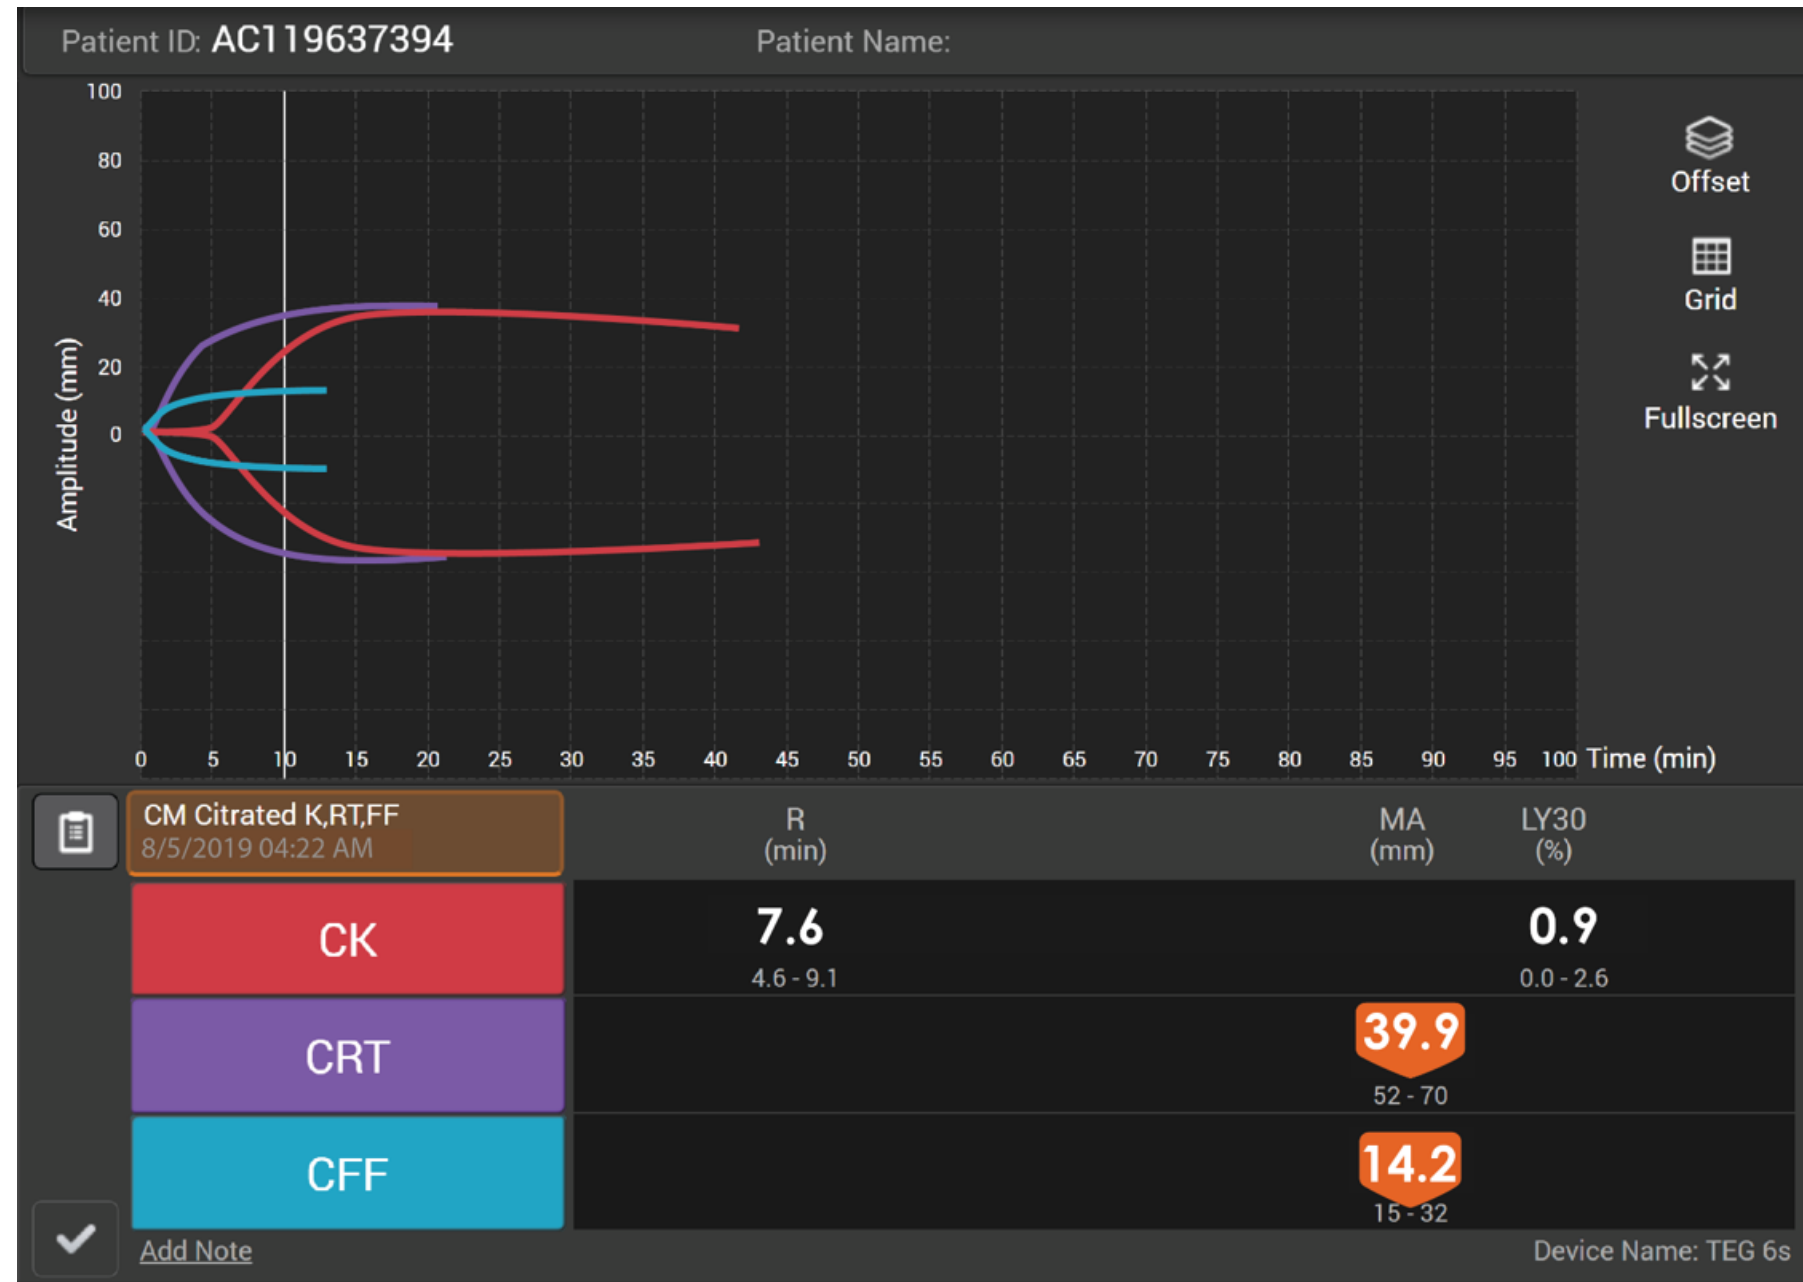 Patient ID: AC119637394 Patient Name:
100
80
60
40
20
0
Amplitude (mm)
Offset
Grid
Fullscreen
0 5 10 15 20 25 30 35 40 45 50 55 60 65 70 75 80 85 90 95 100 Time (min)
CM Citrated K,RT,FF
8/5/2019 04:22 AM
R
(min)
MA
(mm)
LY30
(%)
CK
7.6
4.6 - 9.1
0.9
0.0 - 2.6
CRT
39.9
52 - 70
CFF
14.2
15 - 32
Add Note
Device Name: TEG 6s